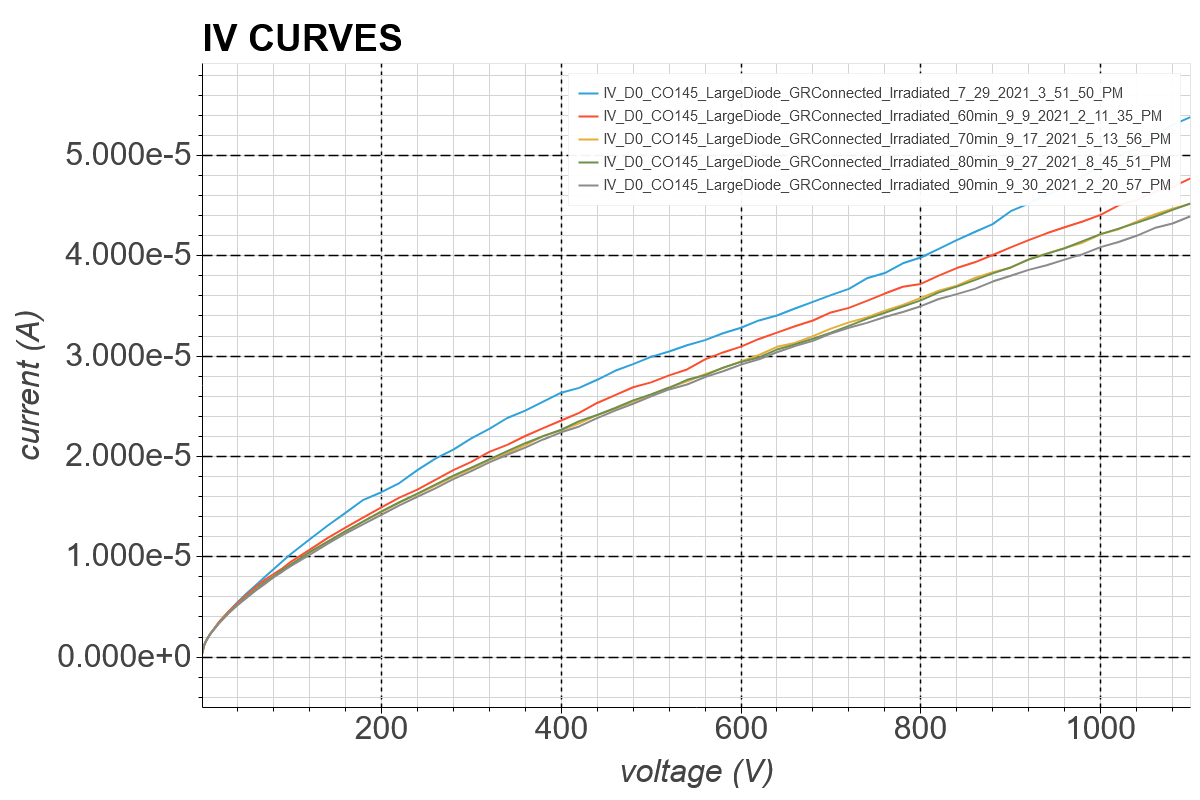 IV CURVES
IV_D0_CO145_LargeDiode_GRConnected_Irradiated_7_29_2021_3_51_50_PM
IV_D0_CO145_LargeDiode_GRConnected_Irradiated_60min_9_9_2021_2_11_35_PM
IV_D0_CO145_LargeDiode_GRConnected_Irradiated_70min_9_17_2021_5_13_56_PM
IV_D0_CO145_LargeDiode_GRConnected_Irradiated_80min_9_27_2021_8_45_51_PM
IV_D0_CO145_LargeDiode_GRConnected_Irradiated_90min_9_30_2021_2_20_57_PM
5.000e-5
4.000e-5
3.000e-5
2.000e-5
1.000e-5
0.000e+0
current (A)
200 400 600 800 1000
voltage (V)